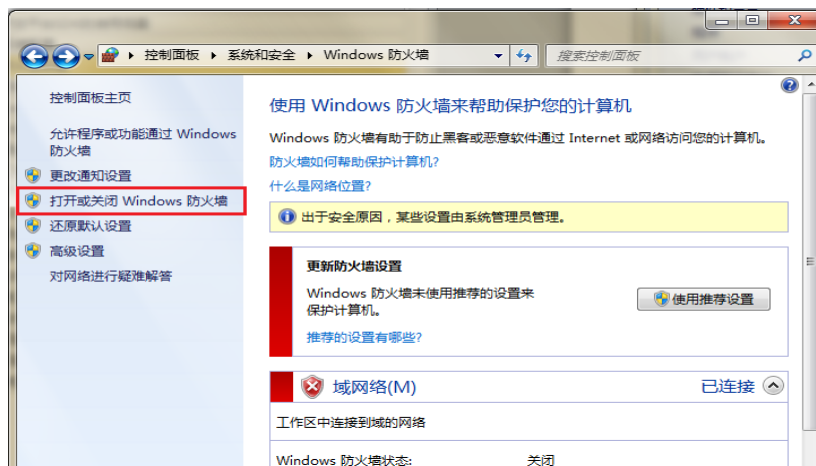 控制面板 系统和安全 Windows 防火墙
搜索控制面板
控制面板主页
允许程序或功能通过 Windows
防火墙
更改通知设置
打开或关闭 Windows 防火墙
还原默认设置
高级设置
对网络进行疑难解答
使用 Windows 防火墙来帮助保护您的计算机
Windows 防火墙有助于防止黑客或恶意软件通过 Internet 或网络访问您的计算机。
防火墙如何帮助保护计算机?
什么是网络位置?
出于安全原因，某些设置由系统管理员管理。
更新防火墙设置
Windows 防火墙未使用推荐的设置来
保护计算机。
使用推荐设置
推荐的设置有哪些?
域网络(M) 已连接
工作区中连接到域的网络
Windows 防火墙状态: 关闭